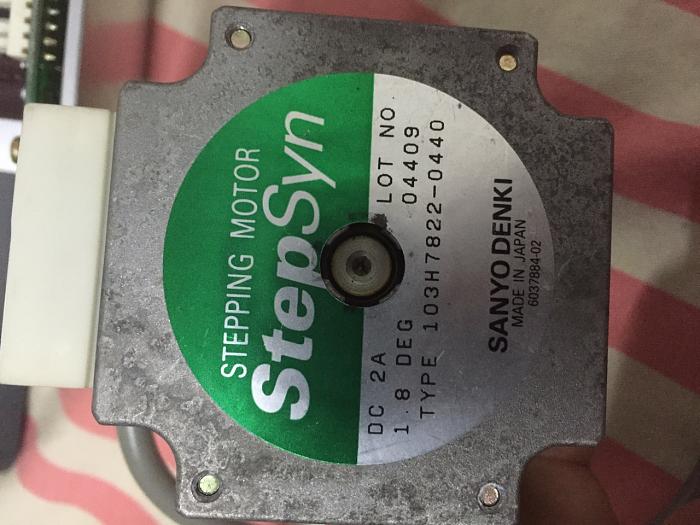 STEPPING MOTOR
StepSyn
DC 2A LOT NO.
1.8 DEG 04409
TYPE 103H7822-0440
SANYO DENKI
MADE IN JAPAN
6037884-02